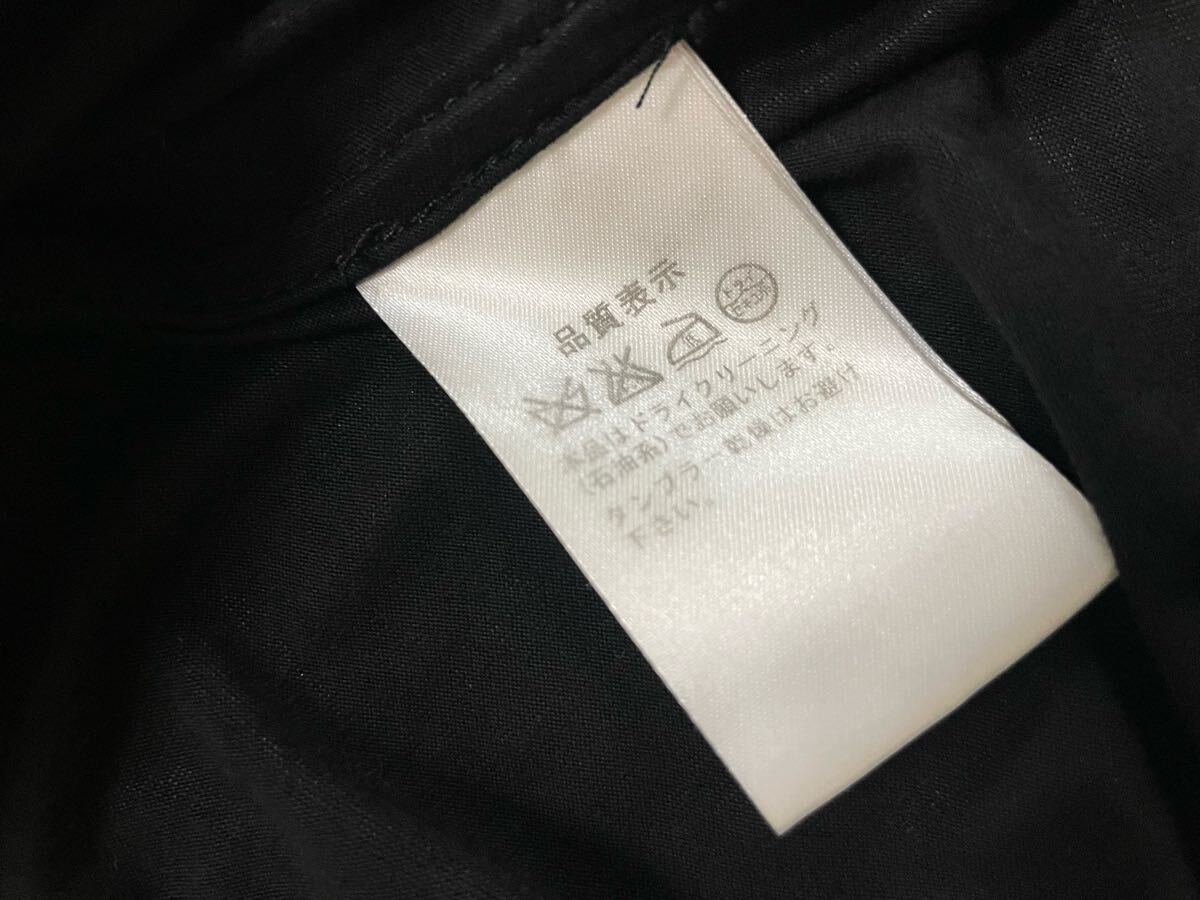 品質表示
本品はドライクリーニング
(石油系)でお願いします。
タンブラー乾燥はお避け
下さい。